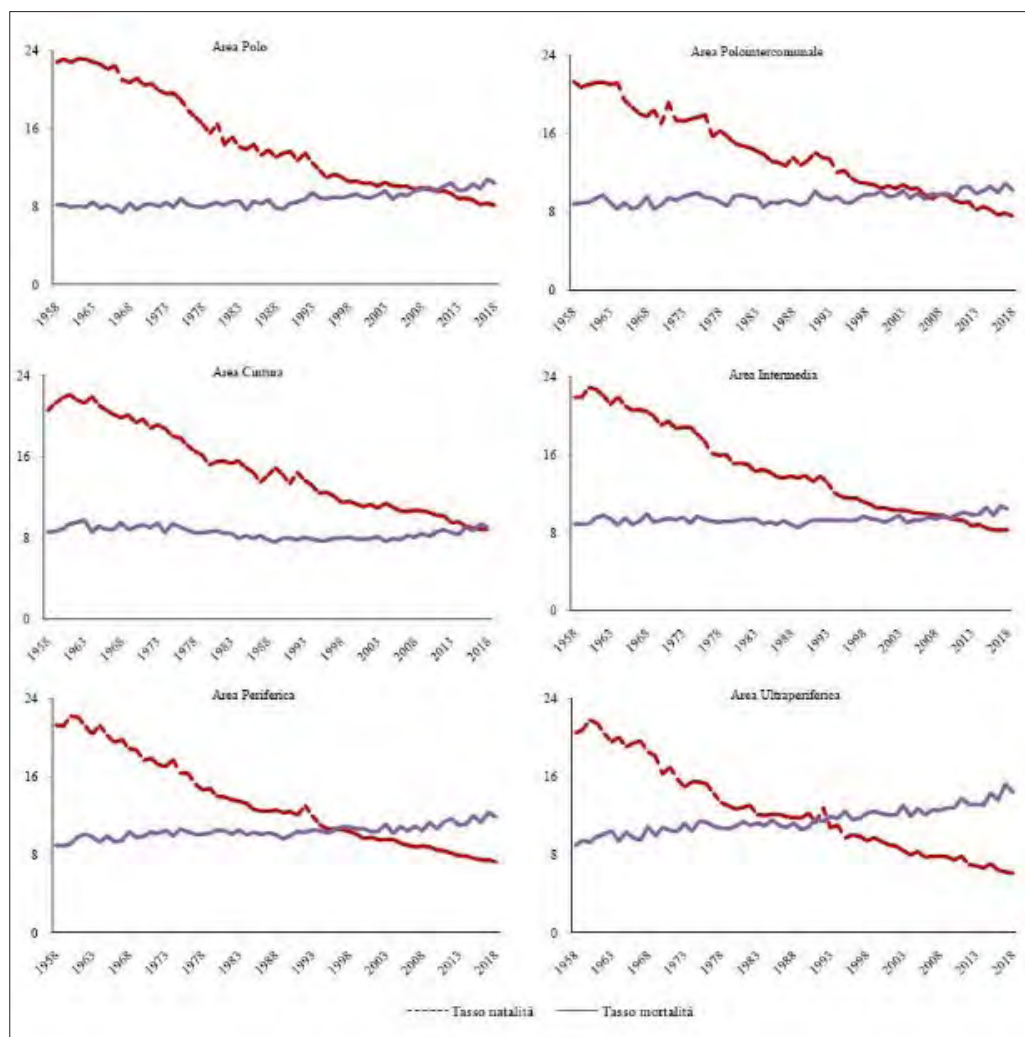 Area Polo
24
16
8
0
1958 1963 1968 1973 1978 1983 1988 1993 1998 2003 2008 2013 2018
Area Polointercomunale
24
16
8
0
1958 1963 1968 1973 1978 1983 1988 1993 1998 2003 2008 2013 2018
Area Cintura
24
16
8
0
1958 1963 1968 1973 1978 1983 1988 1993 1998 2003 2008 2013 2018
Area Intermedia
24
16
8
0
1958 1963 1968 1973 1978 1983 1988 1993 1998 2003 2008 2013 2018
Area Periferica
24
16
8
0
1958 1963 1968 1973 1978 1983 1988 1993 1998 2003 2008 2013 2018
Area Ultraperiferica
24
16
8
0
1958 1963 1968 1973 1978 1983 1988 1993 1998 2003 2008 2013 2018
Tasso natalità Tasso mortalità